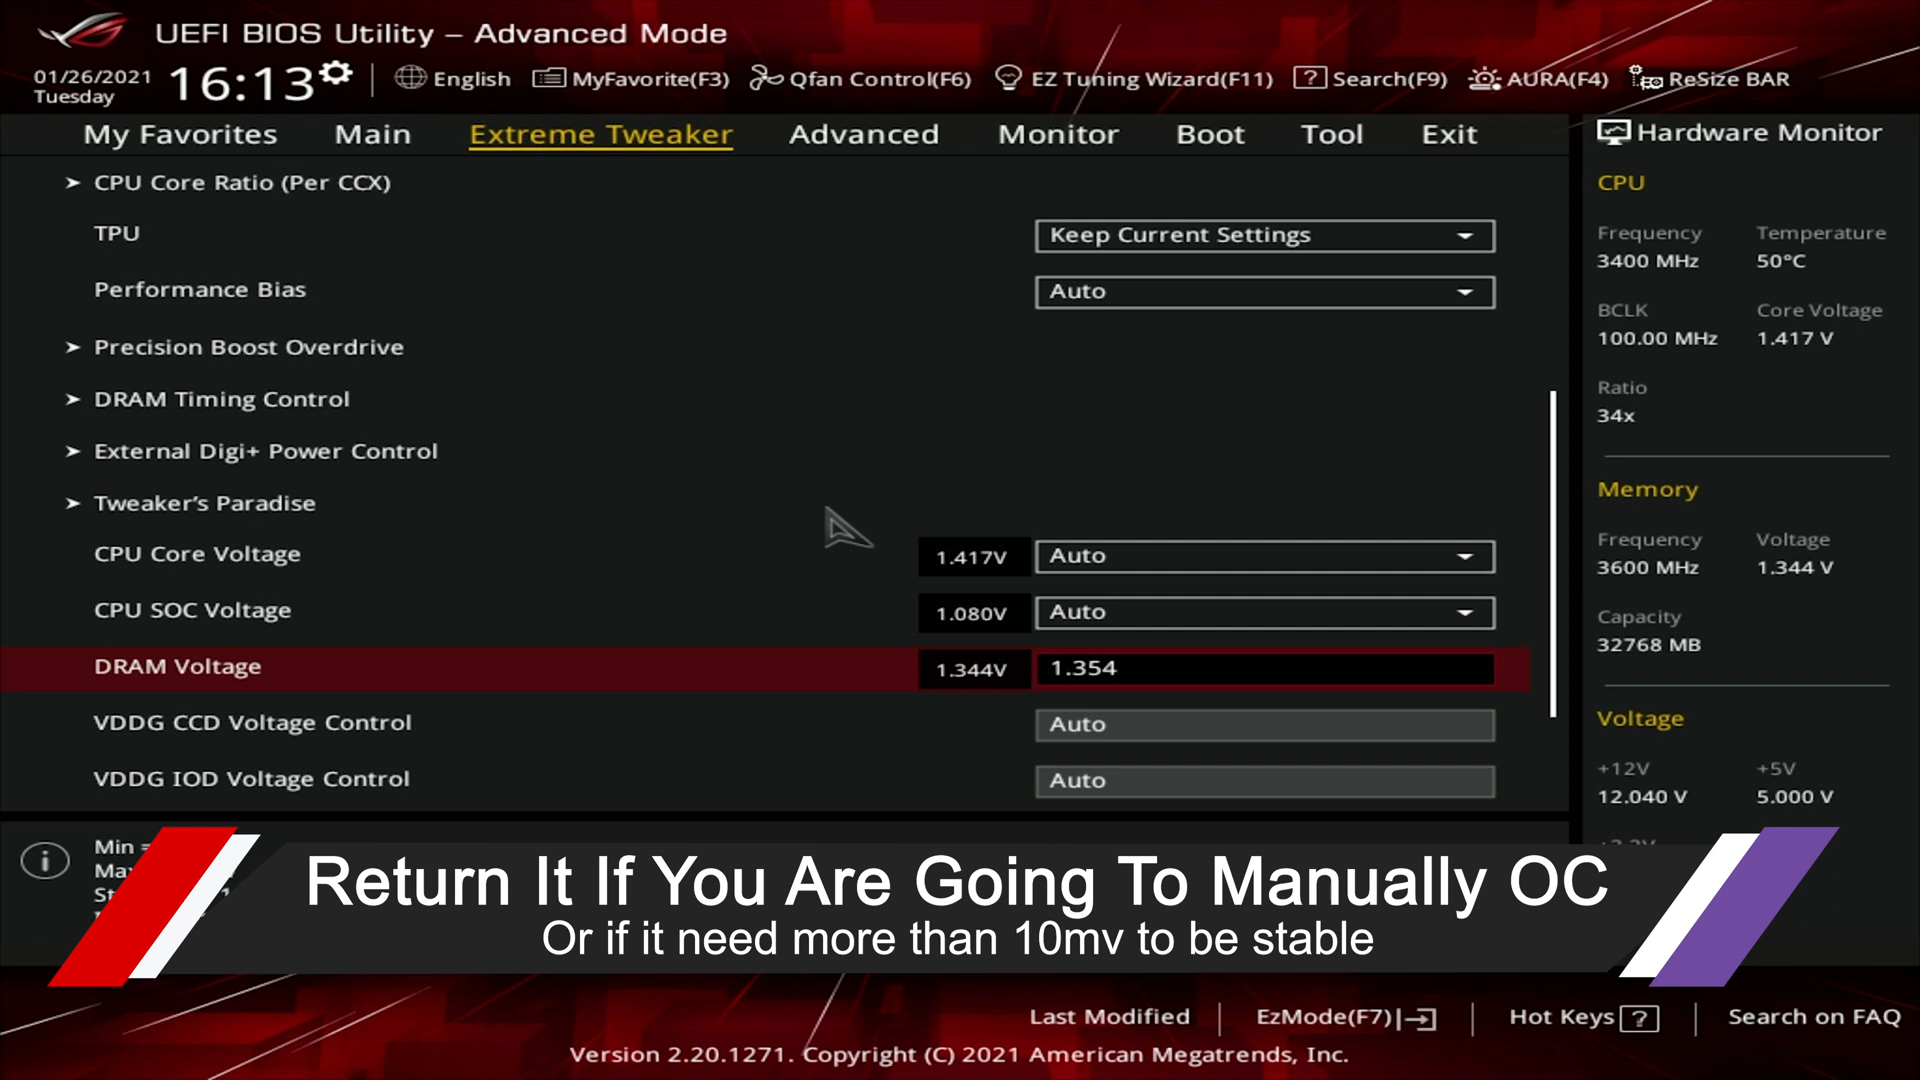 UEFI BIOS Utility – Advanced Mode
01/26/2021
Tuesday
16:13
English
MyFavorite(F3)
Qfan Control(F6)
EZ Tuning Wizard(F11)
Search(F9)
AURA(F4)
ReSize BAR
My Favorites
Main
Extreme Tweaker
Advanced
Monitor
Boot
Tool
Exit
CPU Core Ratio (Per CCX)
TPU
Keep Current Settings
Performance Bias
Auto
Precision Boost Overdrive
DRAM Timing Control
External Digi+ Power Control
Tweaker's Paradise
CPU Core Voltage
1.417V
Auto
CPU SOC Voltage
1.080V
Auto
DRAM Voltage
1.344V
1.354
VDDG CCD Voltage Control
Auto
VDDG IOD Voltage Control
Auto
Hardware Monitor
CPU
Frequency
Temperature
3400 MHz
50°C
BCLK
Core Voltage
100.00 MHz
1.417 V
Ratio
34x
Memory
Frequency
Voltage
3600 MHz
1.344 V
Capacity
32768 MB
Voltage
+12V
+5V
12.040 V
5.000 V
Min
Return It If You Are Going To Manually OC
Or if it need more than 10mv to be stable
Last Modified
EzMode(F7)
Hot Keys ?
Search on FAQ
Version 2.20.1271. Copyright (C) 2021 American Megatrends, Inc.